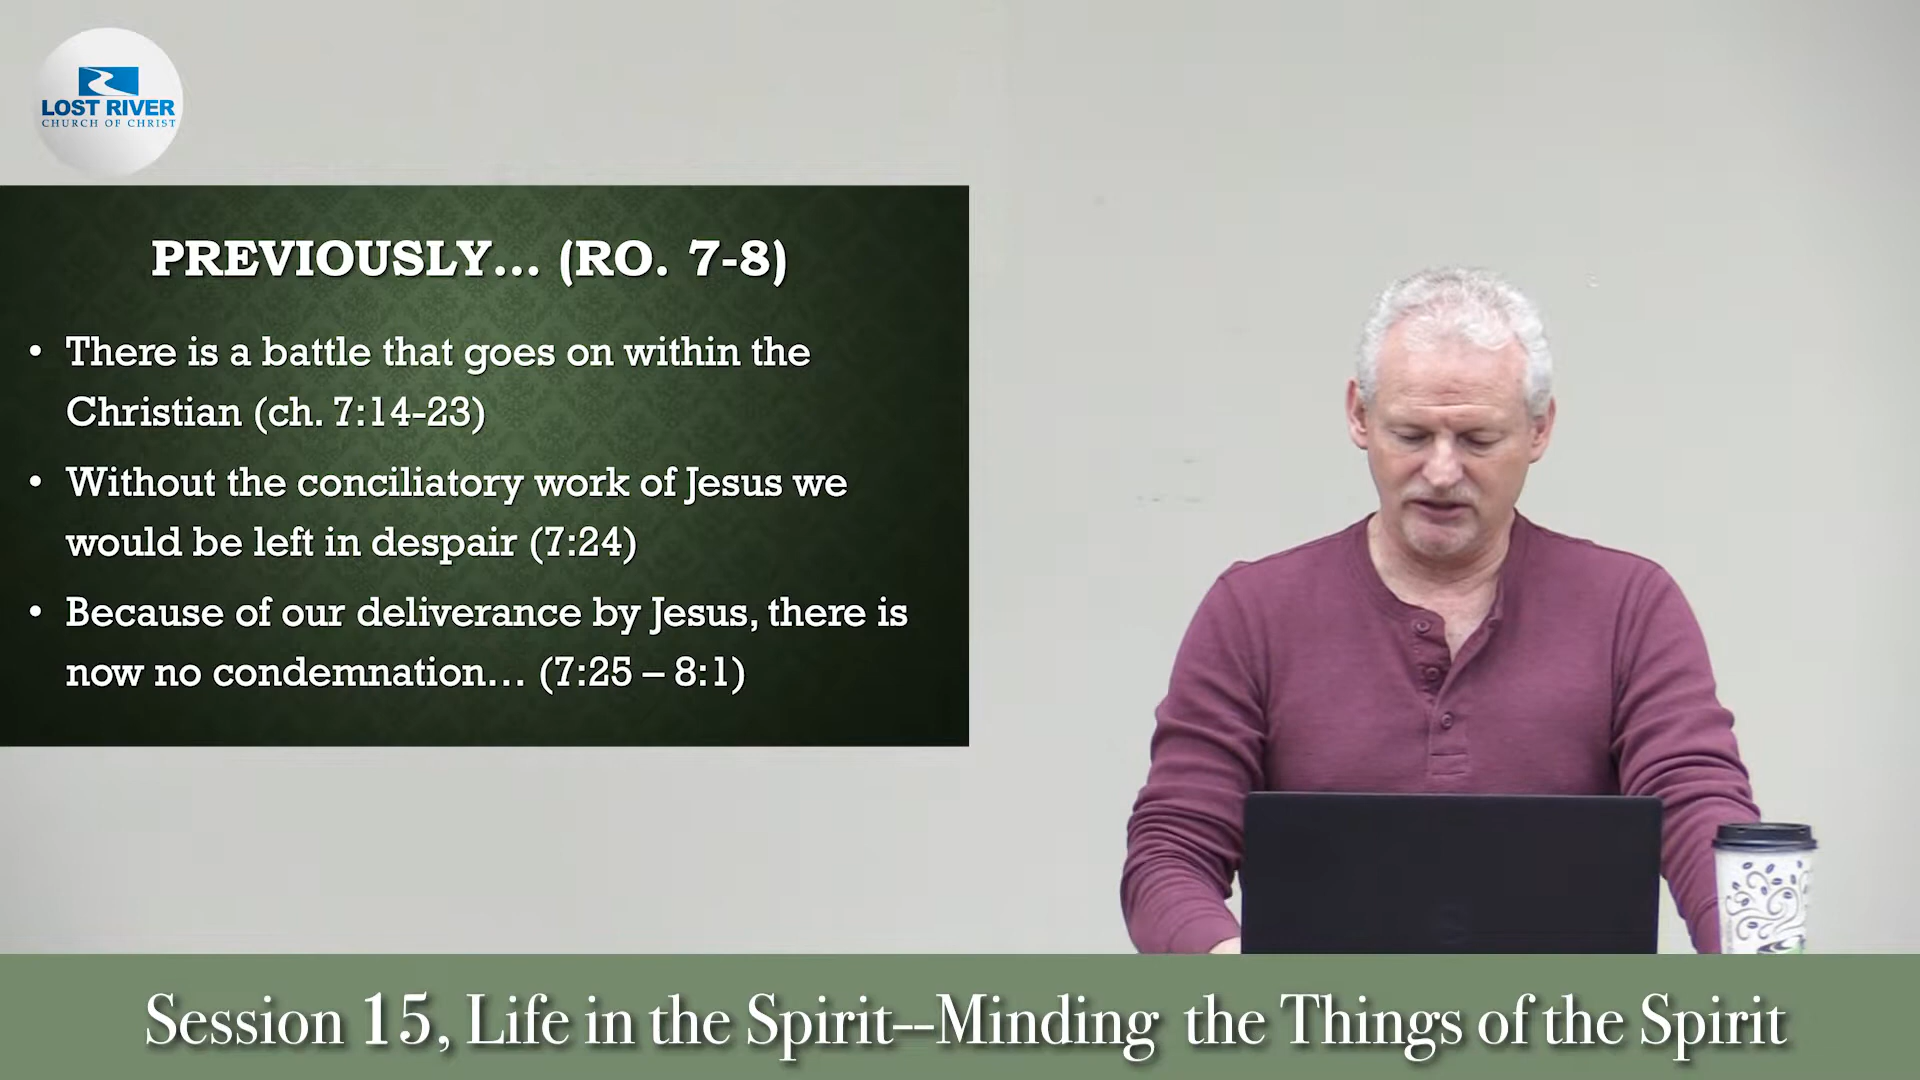 LOST RIVER
CHURCH OF CHRIST
PREVIOUSLY... (RO. 7-8)
• There is a battle that goes on within the
Christian (ch. 7:14-23)
• Without the conciliatory work of Jesus we
would be left in despair (7:24)
• Because of our deliverance by Jesus, there is
now no condemnation... (7:25 – 8:1)
Session 15, Life in the Spirit--Minding the Things of the Spirit